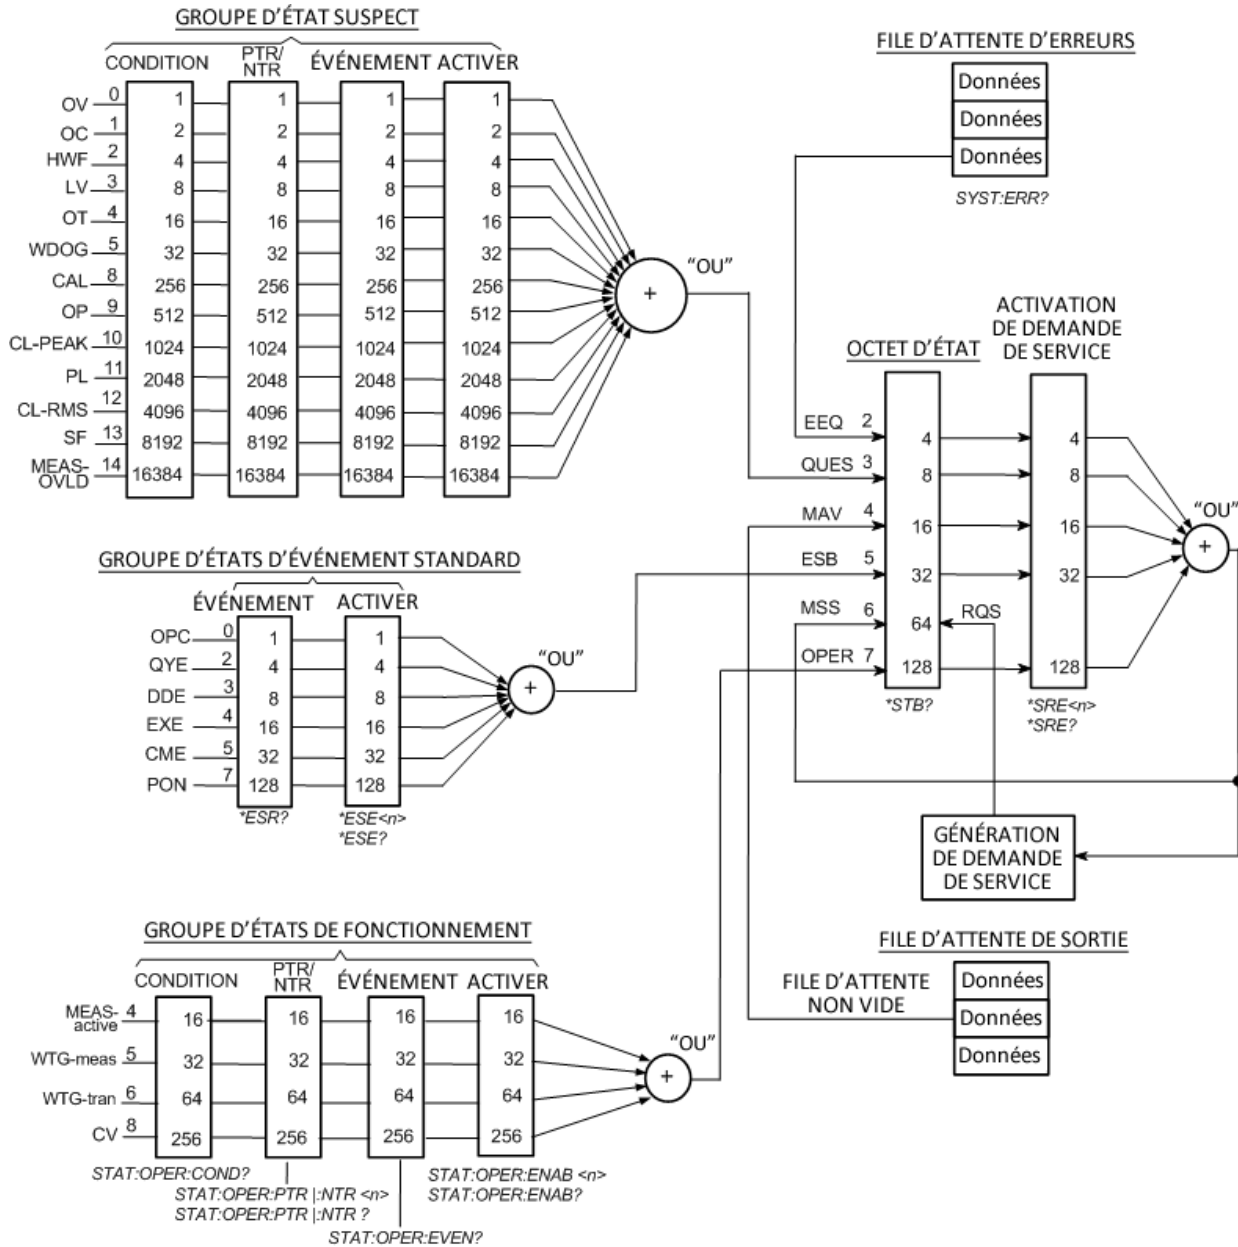 GROUPE D'ÉTAT SUSPECT
CONDITION
PTR/
NTR
ÉVÉNEMENT
ACTIVER
OV 0 1 1 1 1
OC 1 2 2 2 2
HWF 2 4 4 4 4
LV 3 8 8 8 8
OT 4 16 16 16 16
WDOG 5 32 32 32 32
CAL 8 256 256 256 256
OP 9 512 512 512 512
CL-PEAK 10 1024 1024 1024 1024
PL 11 2048 2048 2048 2048
CL-RMS 12 4096 4096 4096 4096
SF 13 8192 8192 8192 8192
MEAS-
OVLD 14 16384 16384 16384 16384
+
“OU”
FILE D'ATTENTE D'ERREURS
Données
Données
Données
SYST:ERR?
OCTET D'ÉTAT
ACTIVATION
DE DEMANDE
DE SERVICE
EEQ 2 4 4
QUES 3 8 8
MAV 4 16 16
ESB 5 32 32
MSS 6 64 RQS
OPER 7 128 128
*STB?
*SRE<n>
*SRE?
“OU”
+
GÉNÉRATION
DE DEMANDE
DE SERVICE
GROUPE D'ÉTATS D'ÉVÉNEMENT STANDARD
ÉVÉNEMENT
ACTIVER
OPC 0 1 1
QYE 2 4 4
DDE 3 8 8
EXE 4 16 16
CME 5 32 32
PON 7 128 128
*ESR?
*ESE<n>
*ESE?
“OU”
+
GROUPE D'ÉTATS DE FONCTIONNEMENT
CONDITION
PTR/
NTR
ÉVÉNEMENT
ACTIVER
MEAS-
active 4 16 16 16 16
WTG-meas 5 32 32 32 32
WTG-tran 6 64 64 64 64
CV 8 256 256 256 256
STAT:OPER:COND?
STAT:OPER:PTR |:NTR <n>
STAT:OPER:PTR |:NTR ?
STAT:OPER:EVEN?
STAT:OPER:ENAB <n>
STAT:OPER:ENAB?
“OU”
+
FILE D'ATTENTE DE SORTIE
FILE D'ATTENTE
NON VIDE
Données
Données
Données